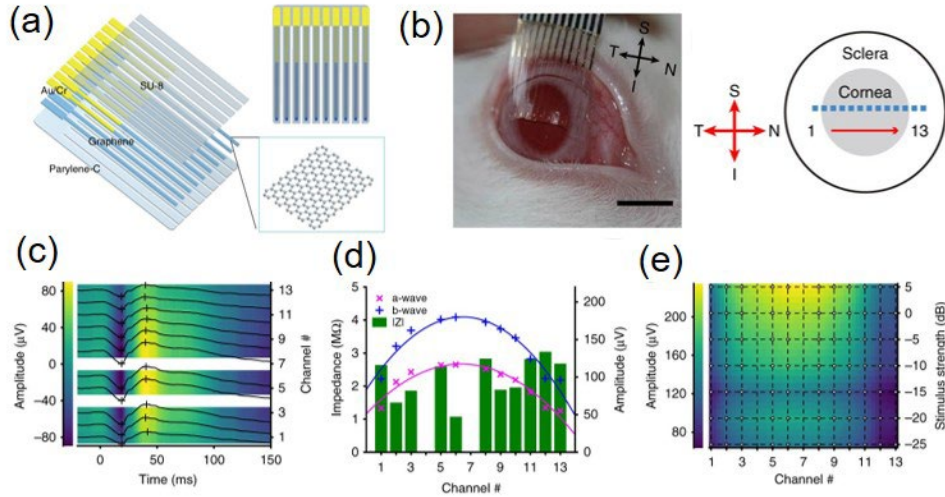 (a)
Au/Cr
SU-8
Graphene
Parylene-C
(b)
S
T
N
I
S
T
N
I
Sclera
Cornea
1
13
(c)
Amplitude (µV)
80
40
0
−40
−80
13
11
9
7
5
3
1
Channel #
0
50
100
150
Time (ms)
(d)
a-wave
b-wave
|Z|
Impedance (MΩ)
5
4
3
2
1
0
Amplitude (µV)
180
150
100
50
0
1
3
5
7
9
11
13
Channel #
(e)
Amplitude (µV)
200
160
120
80
Stimulus strength (dB)
5
0
−5
−10
−15
−20
−25
1
3
5
7
9
11
13
Channel #